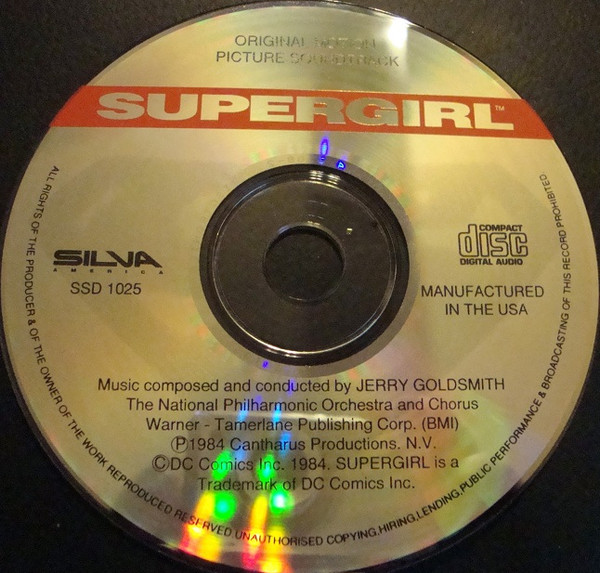 ORIGINAL MOTION
PICTURE SOUNDTRACK
SUPERGIRL™
SILVA
AMERICA
SSD 1025
COMPACT
disc
DIGITAL AUDIO
MANUFACTURED
IN THE USA
Music composed and conducted by JERRY GOLDSMITH
The National Philharmonic Orchestra and Chorus
Warner - Tamerlane Publishing Corp. (BMI)
Ⓟ1984 Cantharus Productions. N.V.
©DC Comics Inc. 1984. SUPERGIRL is a
Trademark of DC Comics Inc.
ALL RIGHTS OF THE PRODUCER & OF THE OWNER OF THE WORK REPRODUCED RESERVED. UNAUTHORISED COPYING, HIRING, LENDING, PUBLIC PERFORMANCE & BROADCASTING OF THIS RECORD PROHIBITED